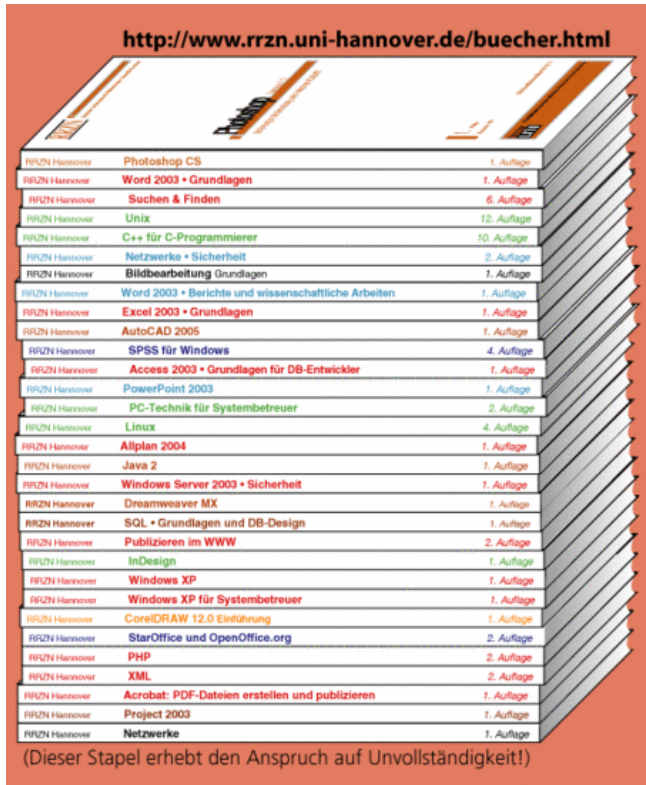 http://www.rrzn.uni-hannover.de/buecher.html
RRZN
Photoshop
RRZN Hannover Photoshop CS 1. Auflage
RRZN Hannover Word 2003 • Grundlagen 1. Auflage
RRZN Hannover Suchen & Finden 6. Auflage
RRZN Hannover Unix 12. Auflage
RRZN Hannover C++ für C-Programmierer 10. Auflage
RRZN Hannover Netzwerke • Sicherheit 2. Auflage
RRZN Hannover Bildbearbeitung Grundlagen 1. Auflage
RRZN Hannover Word 2003 • Berichte und wissenschaftliche Arbeiten 1. Auflage
RRZN Hannover Excel 2003 • Grundlagen 1. Auflage
RRZN Hannover AutoCAD 2005 1. Auflage
RRZN Hannover SPSS für Windows 4. Auflage
RRZN Hannover Access 2003 • Grundlagen für DB-Entwickler 1. Auflage
RRZN Hannover PowerPoint 2003 1. Auflage
RRZN Hannover PC-Technik für Systembetreuer 2. Auflage
RRZN Hannover Linux 4. Auflage
RRZN Hannover Allplan 2004 1. Auflage
RRZN Hannover Java 2 1. Auflage
RRZN Hannover Windows Server 2003 • Sicherheit 1. Auflage
RRZN Hannover Dreamweaver MX 1. Auflage
RRZN Hannover SQL • Grundlagen und DB-Design 1. Auflage
RRZN Hannover Publizieren im WWW 2. Auflage
RRZN Hannover InDesign 1. Auflage
RRZN Hannover Windows XP 1. Auflage
RRZN Hannover Windows XP für Systembetreuer 1. Auflage
RRZN Hannover CorelDRAW 12.0 Einführung 1. Auflage
RRZN Hannover StarOffice und OpenOffice.org 2. Auflage
RRZN Hannover PHP 2. Auflage
RRZN Hannover XML 2. Auflage
RRZN Hannover Acrobat: PDF-Dateien erstellen und publizieren 1. Auflage
RRZN Hannover Project 2003 1. Auflage
RRZN Hannover Netzwerke 1. Auflage
(Dieser Stapel erhebt den Anspruch auf Unvollständigkeit!)